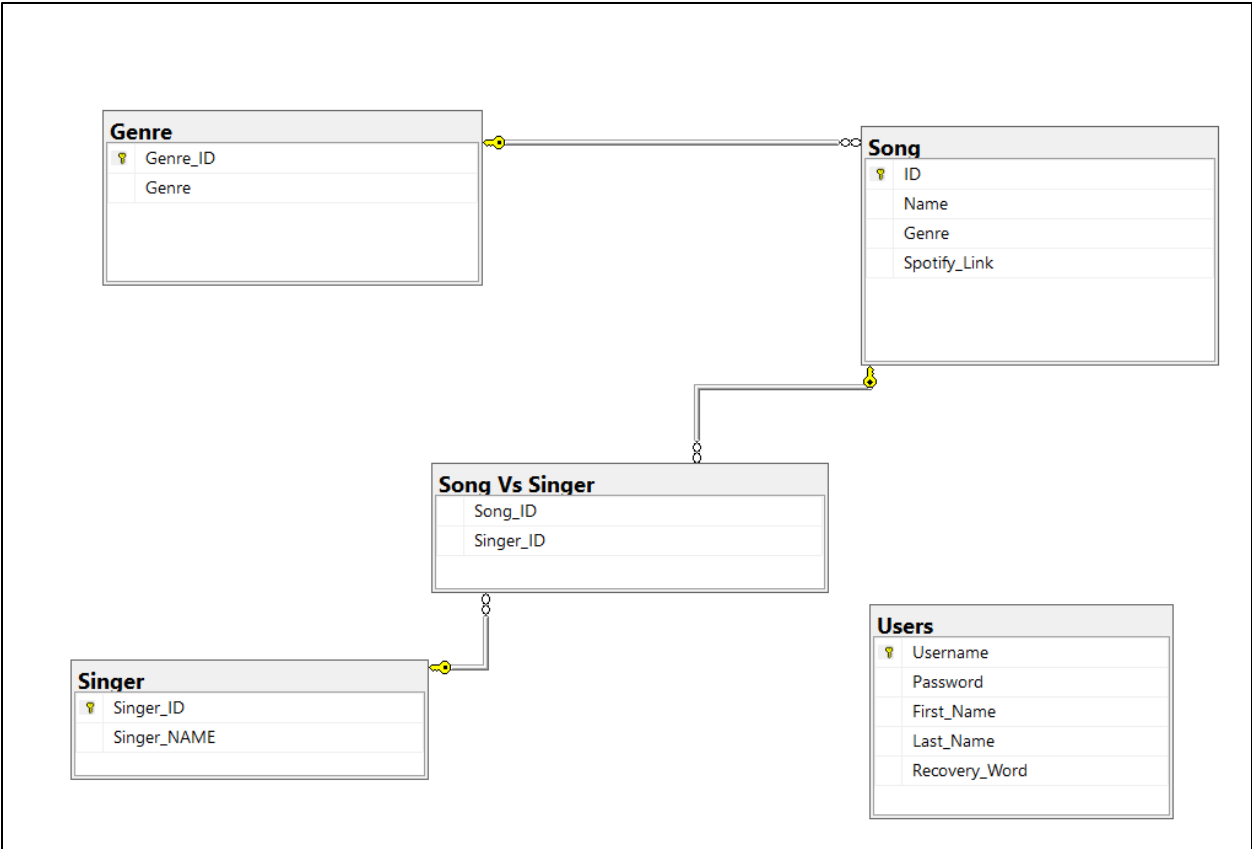 Genre
Genre_ID
Genre
Song
ID
Name
Genre
Spotify_Link
Song Vs Singer
Song_ID
Singer_ID
Singer
Singer_ID
Singer_NAME
Users
Username
Password
First_Name
Last_Name
Recovery_Word